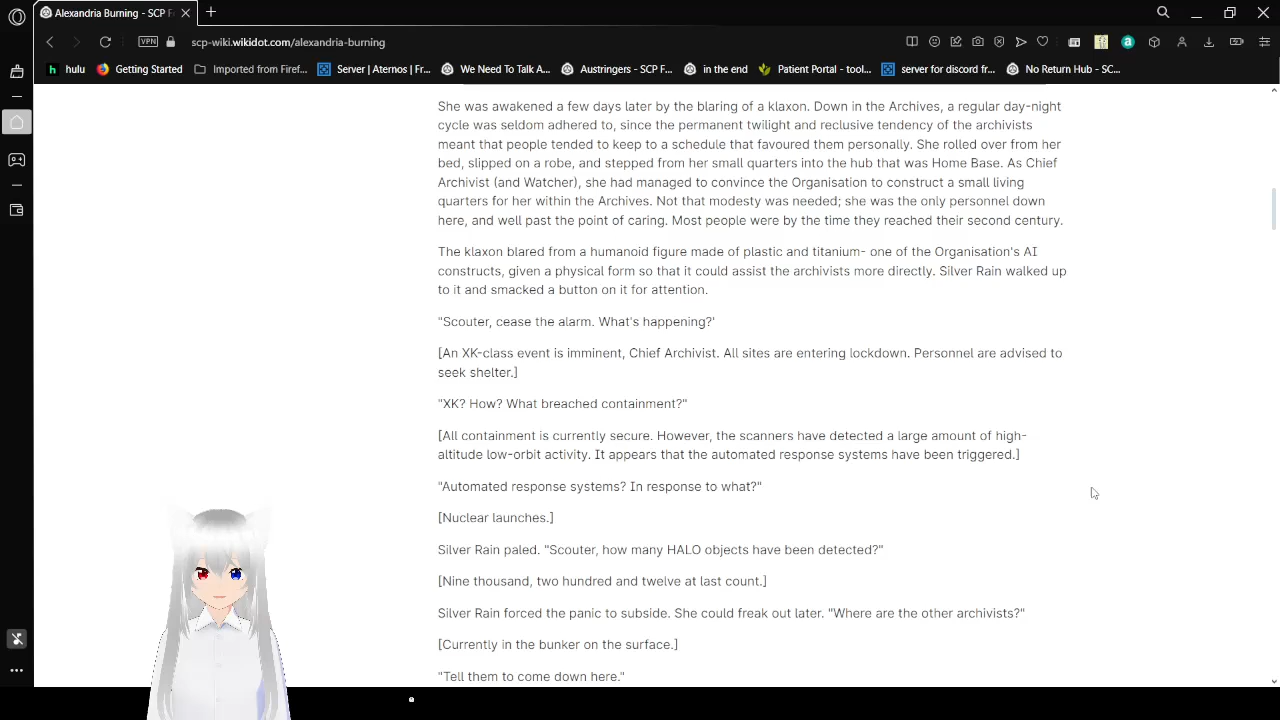 Alexandria Burning - SCP F
VPN
scp-wiki.wikidot.com/alexandria-burning
hulu
Getting Started
Imported from Firef...
Server | Aternos | Fr...
We Need To Talk A...
Austringers - SCP F...
in the end
Patient Portal - tool...
server for discord fr...
No Return Hub - SC...
She was awakened a few days later by the blaring of a klaxon. Down in the Archives, a regular day-night
cycle was seldom adhered to, since the permanent twilight and reclusive tendency of the archivists
meant that people tended to keep to a schedule that favoured them personally. She rolled over from her
bed, slipped on a robe, and stepped from her small quarters into the hub that was Home Base. As Chief
Archivist (and Watcher), she had managed to convince the Organisation to construct a small living
quarters for her within the Archives. Not that modesty was needed; she was the only personnel down
here, and well past the point of caring. Most people were by the time they reached their second century.
The klaxon blared from a humanoid figure made of plastic and titanium- one of the Organisation's AI
constructs, given a physical form so that it could assist the archivists more directly. Silver Rain walked up
to it and smacked a button on it for attention.
"Scouter, cease the alarm. What's happening?'
[An XK-class event is imminent, Chief Archivist. All sites are entering lockdown. Personnel are advised to
seek shelter.]
"XK? How? What breached containment?"
[All containment is currently secure. However, the scanners have detected a large amount of high-
altitude low-orbit activity. It appears that the automated response systems have been triggered.]
"Automated response systems? In response to what?"
[Nuclear launches.]
Silver Rain paled. "Scouter, how many HALO objects have been detected?"
[Nine thousand, two hundred and twelve at last count.]
Silver Rain forced the panic to subside. She could freak out later. "Where are the other archivists?"
[Currently in the bunker on the surface.]
"Tell them to come down here."